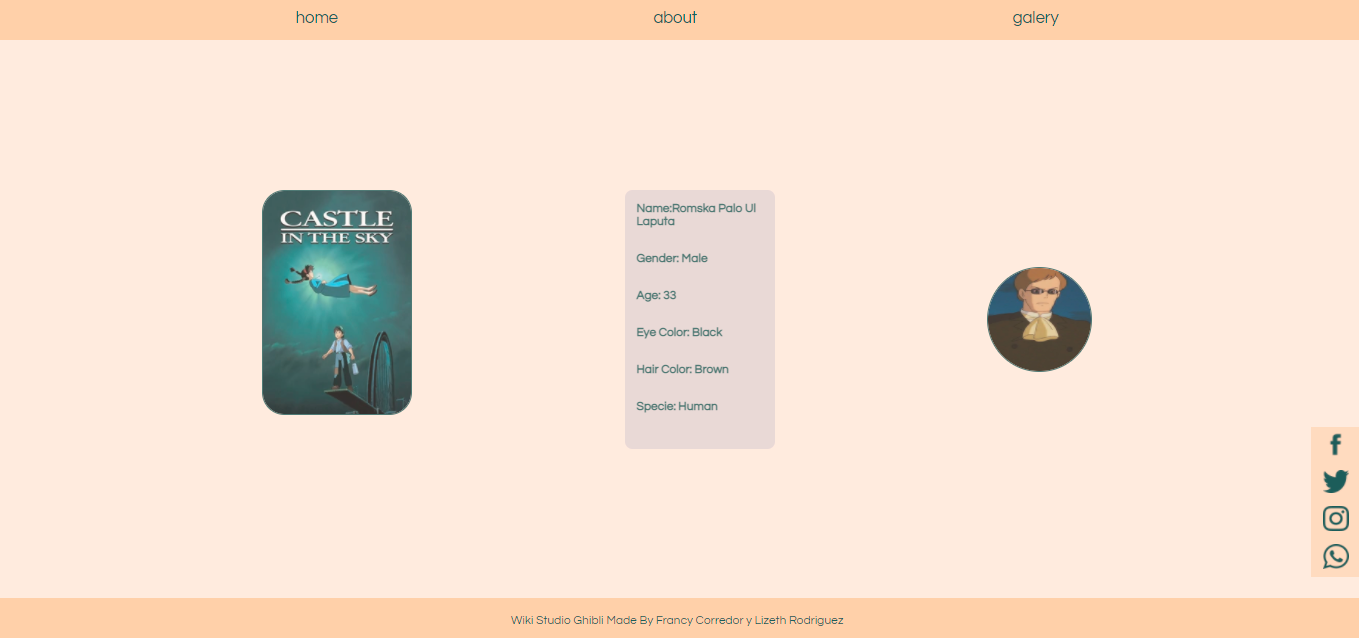 home
about
galery
CASTLE
IN THE SKY
Name:Romska Palo Ul
Laputa
Gender: Male
Age: 33
Eye Color: Black
Hair Color: Brown
Specie: Human
Wiki Studio Ghibli Made By Francy Corredor y Lizeth Rodriguez